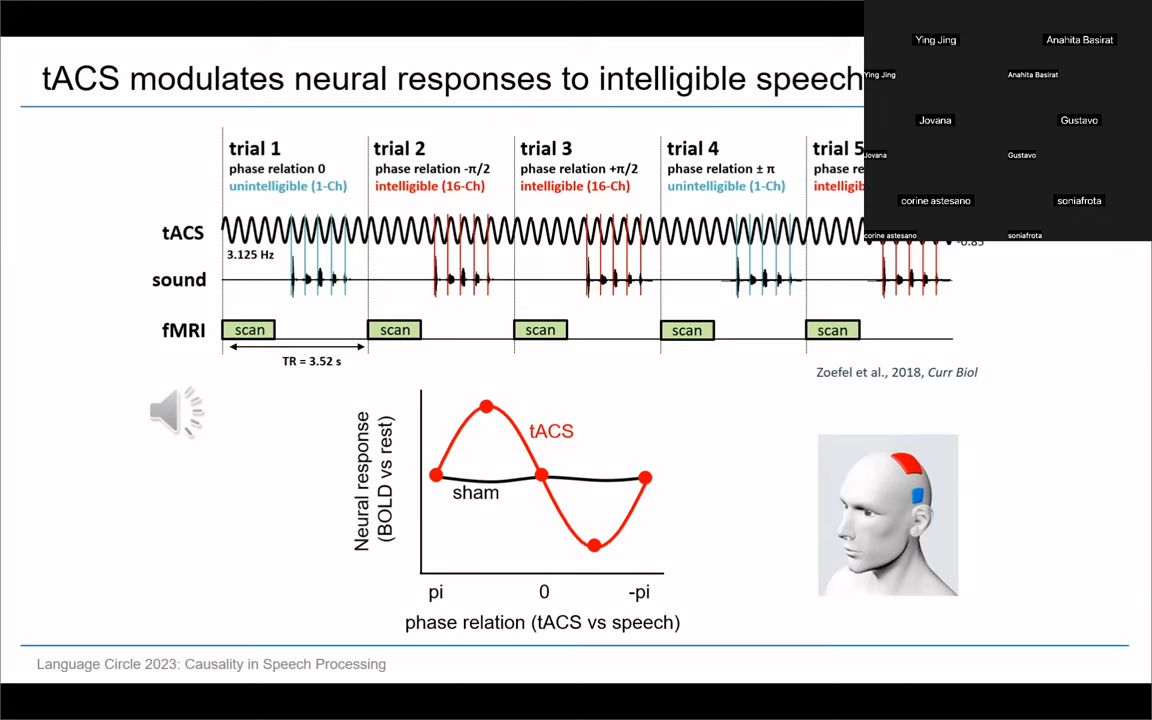 tACS modulates neural responses to intelligible speech
Ying Jing
Anahita Basirat
Ying Jing
Anahita Basirat
Jovana
Gustavo
Jovana
Gustavo
corine astesano
soniafrota
corine astesano
soniafrota
trial 1
phase relation 0
unintelligible (1-Ch)
trial 2
phase relation -π/2
intelligible (16-Ch)
trial 3
phase relation +π/2
intelligible (16-Ch)
trial 4
phase relation ± π
unintelligible (1-Ch)
trial 5
phase re
intelligib
tACS
3.125 Hz
-0.85
sound
fMRI
scan
scan
scan
scan
scan
TR = 3.52 s
Zoefel et al., 2018, Curr Biol
Neural response
(BOLD vs rest)
tACS
sham
pi
0
-pi
phase relation (tACS vs speech)
Language Circle 2023: Causality in Speech Processing